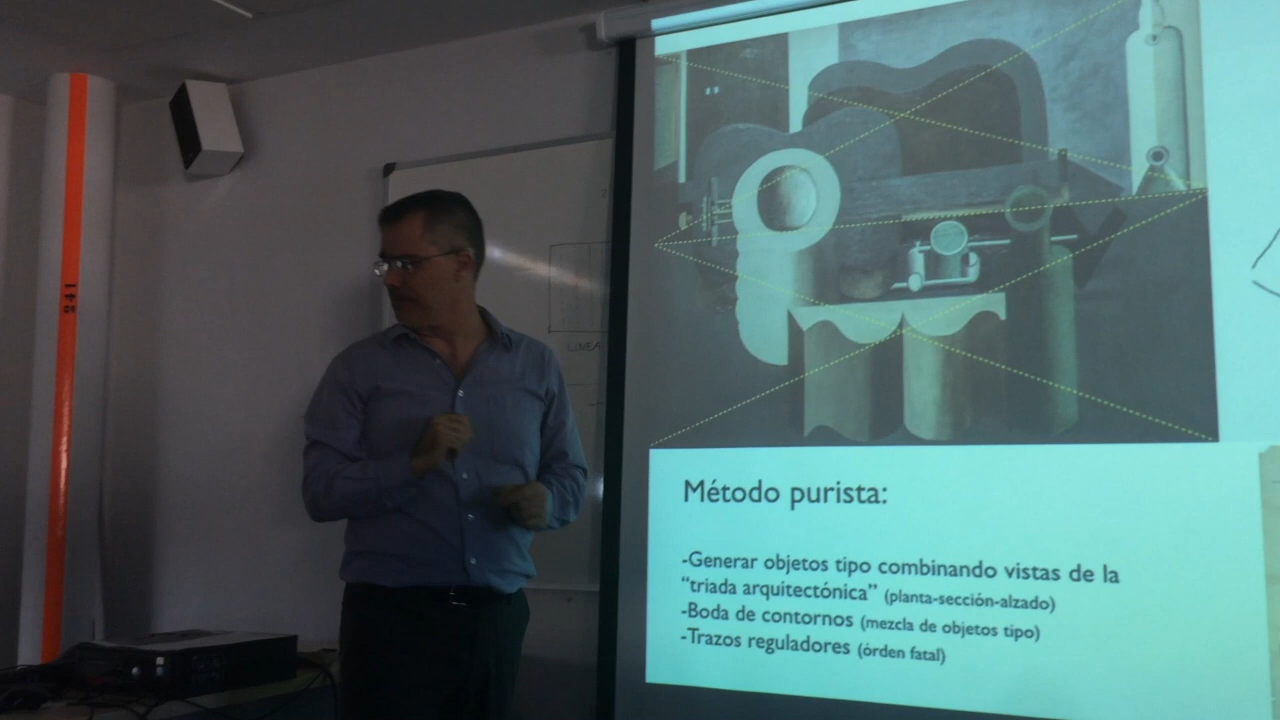 241
LINEA
Método purista:
-Generar objetos tipo combinando vistas de la
“triada arquitectónica” (planta-sección-alzado)
-Boda de contornos (mezcla de objetos tipo)
-Trazos reguladores (órden fatal)